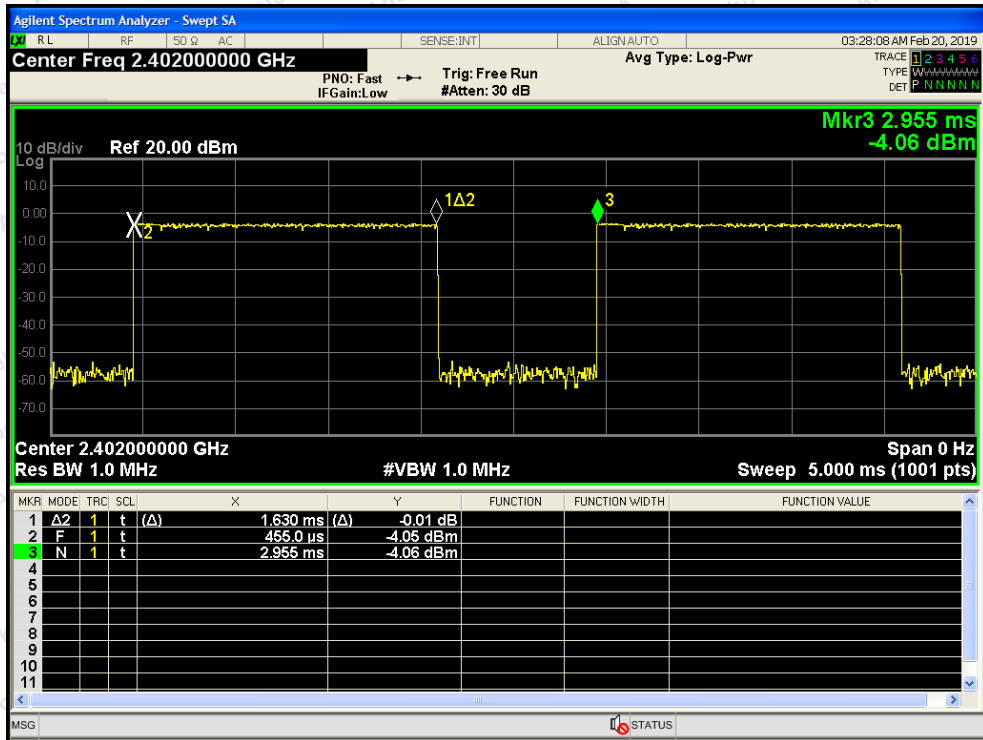 Agilent Spectrum Analyzer - Swept SA
LXI RL RF 50 Ω AC SENSE:INT ALIGN AUTO 03:28:08 AM Feb 20, 2019
Center Freq 2.402000000 GHz
PNO: Fast
IFGain:Low
Trig: Free Run
#Atten: 30 dB
Avg Type: Log-Pwr
TRACE 1 2 3 4 5 6
TYPE WWWWWW
DET P N N N N N
Mkr3 2.955 ms
-4.06 dBm
10 dB/div Ref 20.00 dBm
Log
10.0
0.00
-10.0
-20.0
-30.0
-40.0
-50.0
-60.0
-70.0
2
1Δ2
3
Center 2.402000000 GHz Span 0 Hz
Res BW 1.0 MHz #VBW 1.0 MHz Sweep 5.000 ms (1001 pts)
MKR MODE TRC SCL X Y FUNCTION FUNCTION WIDTH FUNCTION VALUE
1 Δ2 1 t (Δ) 1.630 ms (Δ) -0.01 dB
2 F 1 t 455.0 µs -4.05 dBm
3 N 1 t 2.955 ms -4.06 dBm
4
5
6
7
8
9
10
11
MSG STATUS